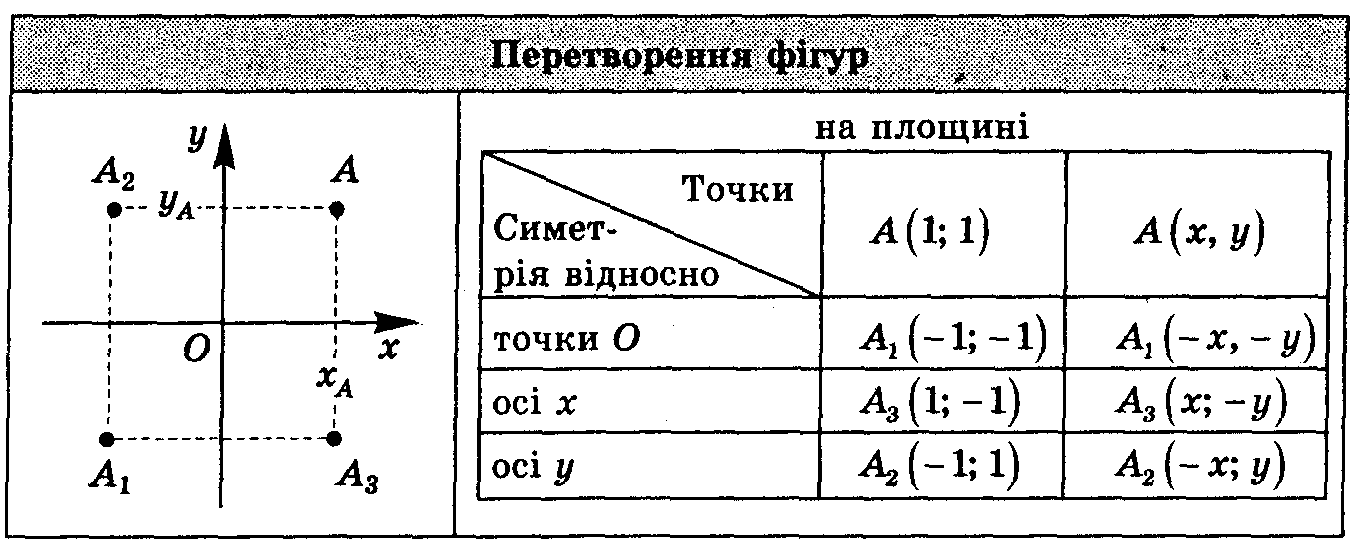 Перетворення фігур
y
A₂
A
y_A
O
x
x_A
A₁
A₃
на площині
Точки
Симет-
рія відносно
A(1; 1)
A(x, y)
точки O
A₁(−1; −1)
A₁(−x, −y)
осі x
A₃(1; −1)
A₃(x; −y)
осі y
A₂(−1; 1)
A₂(−x; y)